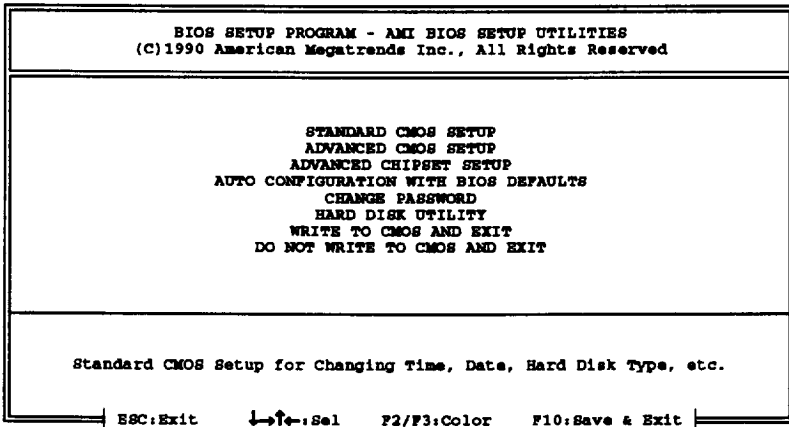 BIOS SETUP PROGRAM - AMI BIOS SETUP UTILITIES
(C)1990 American Megatrends Inc., All Rights Reserved
STANDARD CMOS SETUP
ADVANCED CMOS SETUP
ADVANCED CHIPSET SETUP
AUTO CONFIGURATION WITH BIOS DEFAULTS
CHANGE PASSWORD
HARD DISK UTILITY
WRITE TO CMOS AND EXIT
DO NOT WRITE TO CMOS AND EXIT
Standard CMOS Setup for Changing Time, Date, Hard Disk Type, etc.
ESC:Exit ↓→↑←:Sel F2/F3:Color F10:Save & Exit